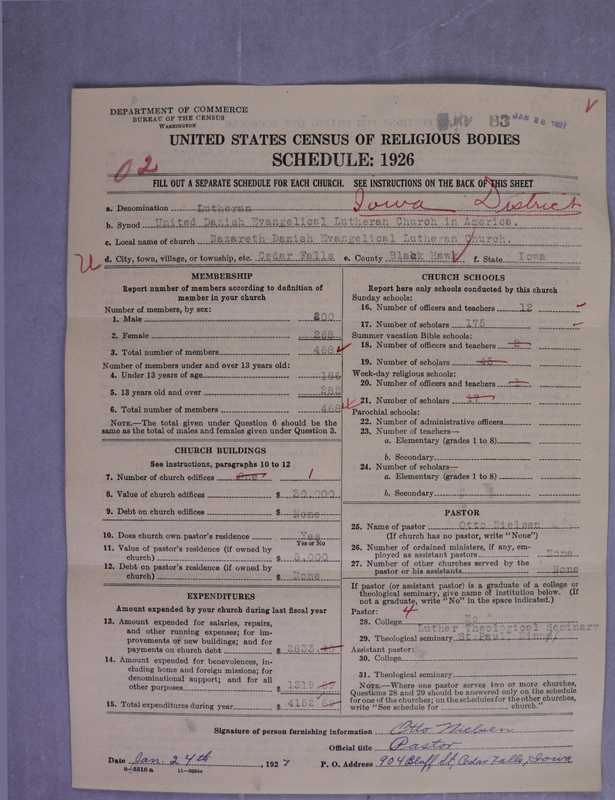 DEPARTMENT OF COMMERCE
BUREAU OF THE CENSUS
WASHINGTON
83 JAN 28 1927
UNITED STATES CENSUS OF RELIGIOUS BODIES
SCHEDULE: 1926
02
FILL OUT A SEPARATE SCHEDULE FOR EACH CHURCH. SEE INSTRUCTIONS ON THE BACK OF THIS SHEET
Iowa District
a. Denomination Lutheran
b. Synod United Danish Evangelical Lutheran Church in America.
c. Local name of church Nazareth Danish Evangelical Lutheran Church.
d. City, town, village, or township, etc. Cedar Falls e. County Black Hawk f. State Iowa
U
MEMBERSHIP
Report number of members according to definition of
member in your church
Number of members, by sex:
1. Male 200
2. Female 268
3. Total number of members 468
Number of members under and over 13 years old:
4. Under 13 years of age 186
5. 13 years old and over 282
6. Total number of members 468
NOTE.—The total given under Question 6 should be the
same as the total of males and females given under Question 3.
CHURCH BUILDINGS
See instructions, paragraphs 10 to 12
7. Number of church edifices One 1
8. Value of church edifices $ 30,000
9. Debt on church edifices $ None
10. Does church own pastor's residence Yes
Yes or No
11. Value of pastor's residence (if owned by
church) $ 5,000
12. Debt on pastor's residence (if owned by
church) $ None
EXPENDITURES
Amount expended by your church during last fiscal year
13. Amount expended for salaries, repairs,
and other running expenses; for im-
provements or new buildings; and for
payments on church debt $ 2833.
14. Amount expended for benevolences, in-
cluding home and foreign missions; for
denominational support; and for all
other purposes $ 1319
15. Total expenditures during year $ 4152
CHURCH SCHOOLS
Report here only schools conducted by this church
Sunday schools:
16. Number of officers and teachers 12
17. Number of scholars 175
Summer vacation Bible schools:
18. Number of officers and teachers 2
19. Number of scholars 45
Week-day religious schools:
20. Number of officers and teachers 1
21. Number of scholars 17
Parochial schools:
22. Number of administrative officers
23. Number of teachers—
a. Elementary (grades 1 to 8)
b. Secondary
24. Number of scholars—
a. Elementary (grades 1 to 8)
b. Secondary
PASTOR
25. Name of pastor Otto Nielsen
(If church has no pastor, write "None")
26. Number of ordained ministers, if any, em-
ployed as assistant pastors None
27. Number of other churches served by the
pastor or his assistants None
If pastor (or assistant pastor) is a graduate of a college or
theological seminary, give name of institution below. (If
not a graduate, write "No" in the space indicated.)
Pastor: 4
28. College No
Luther Theological Seminary
29. Theological seminary St. Paul, Minn.
Assistant pastor:
30. College
31. Theological seminary
NOTE.—Where one pastor serves two or more churches,
Questions 28 and 29 should be answered only on the schedule
for one of the churches; on the schedules for the other churches,
write "See schedule for church."
Signature of person furnishing information Otto Nielsen
Official title Pastor
Date Jan. 24th, 1927 P. O. Address 904 Bluff St, Cedar Falls, Iowa
8-5518 a 11-9054a